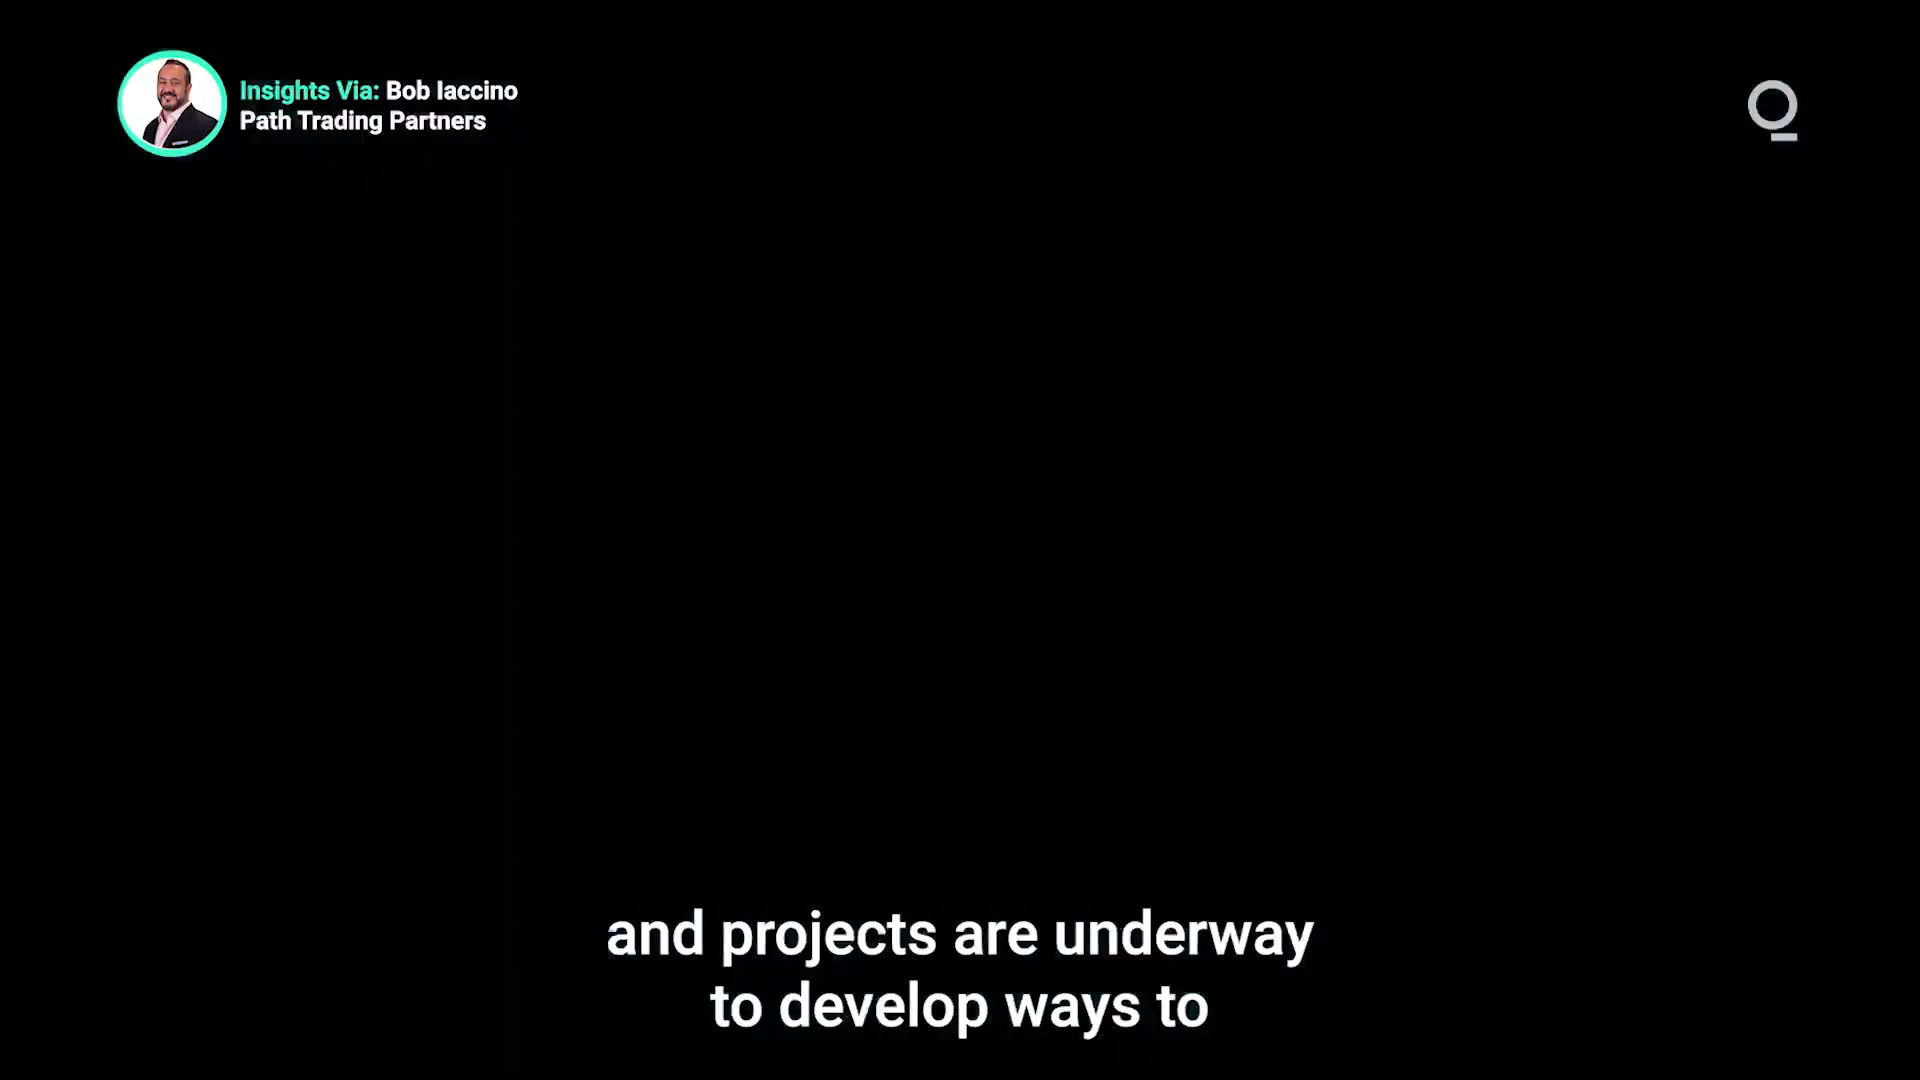 Insights Via: Bob Iaccino
Path Trading Partners
and projects are underway
to develop ways to